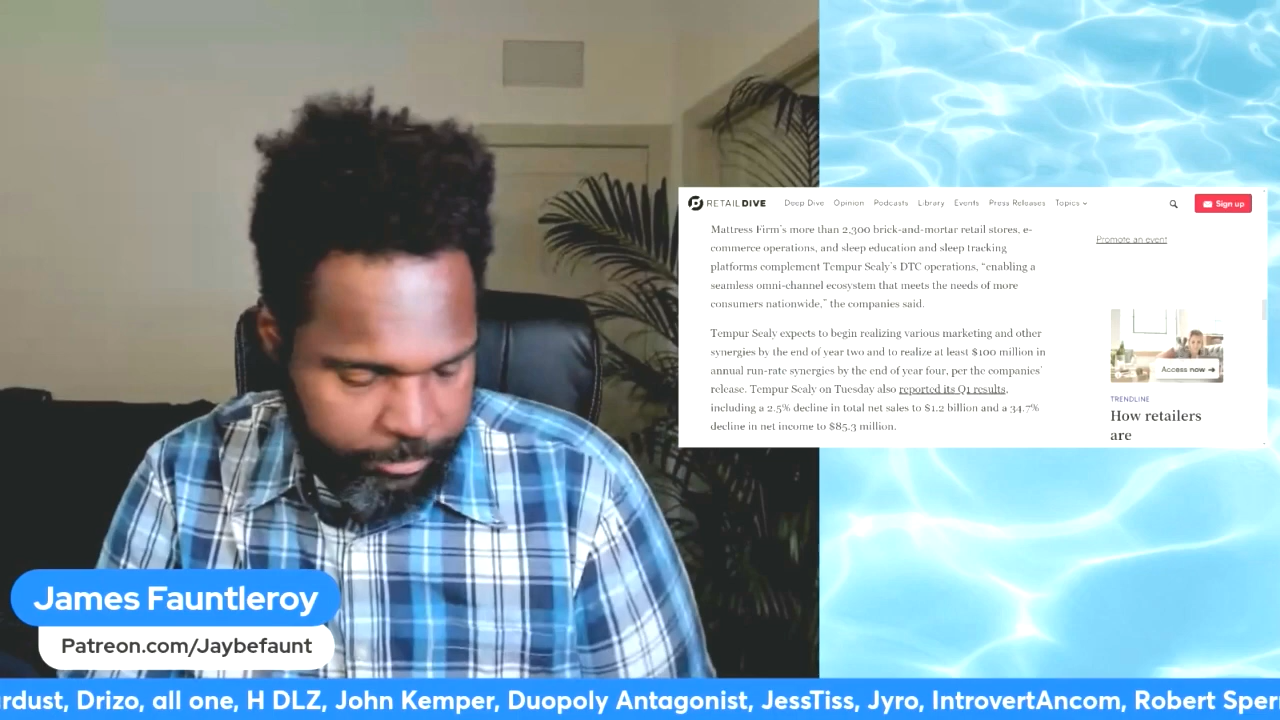 RETAIL DIVE
Deep Dive Opinion Podcasts Library Events Press Releases Topics
Sign up
Mattress Firm's more than 2,300 brick-and-mortar retail stores, e-
commerce operations, and sleep education and sleep tracking
platforms complement Tempur Sealy's DTC operations, “enabling a
seamless omni-channel ecosystem that meets the needs of more
consumers nationwide,” the companies said.
Tempur Sealy expects to begin realizing various marketing and other
synergies by the end of year two and to realize at least $100 million in
annual run-rate synergies by the end of year four, per the companies'
release. Tempur Sealy on Tuesday also reported its Q1 results,
including a 2.5% decline in total net sales to $1.2 billion and a 34.7%
decline in net income to $85.3 million.
Promote an event
Access now ➔
TRENDLINE
How retailers
are
James Fauntleroy
Patreon.com/Jaybefaunt
rdust, Drizo, all one, H DLZ, John Kemper, Duopoly Antagonist, JessTiss, Jyro, IntrovertAncom, Robert Sper